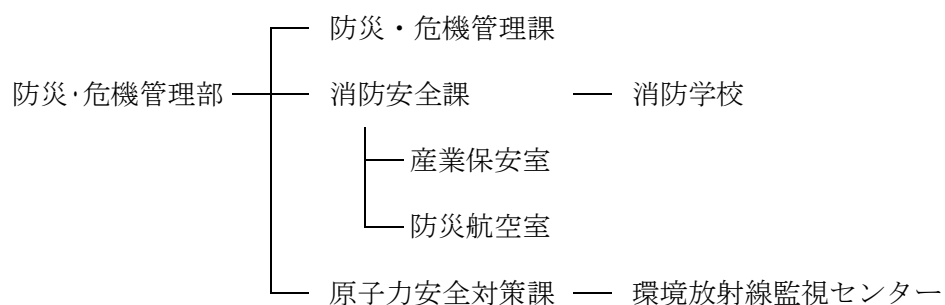 防災・危機管理課
防災・危機管理部 消防安全課 消防学校
産業保安室
防災航空室
原子力安全対策課 環境放射線監視センター